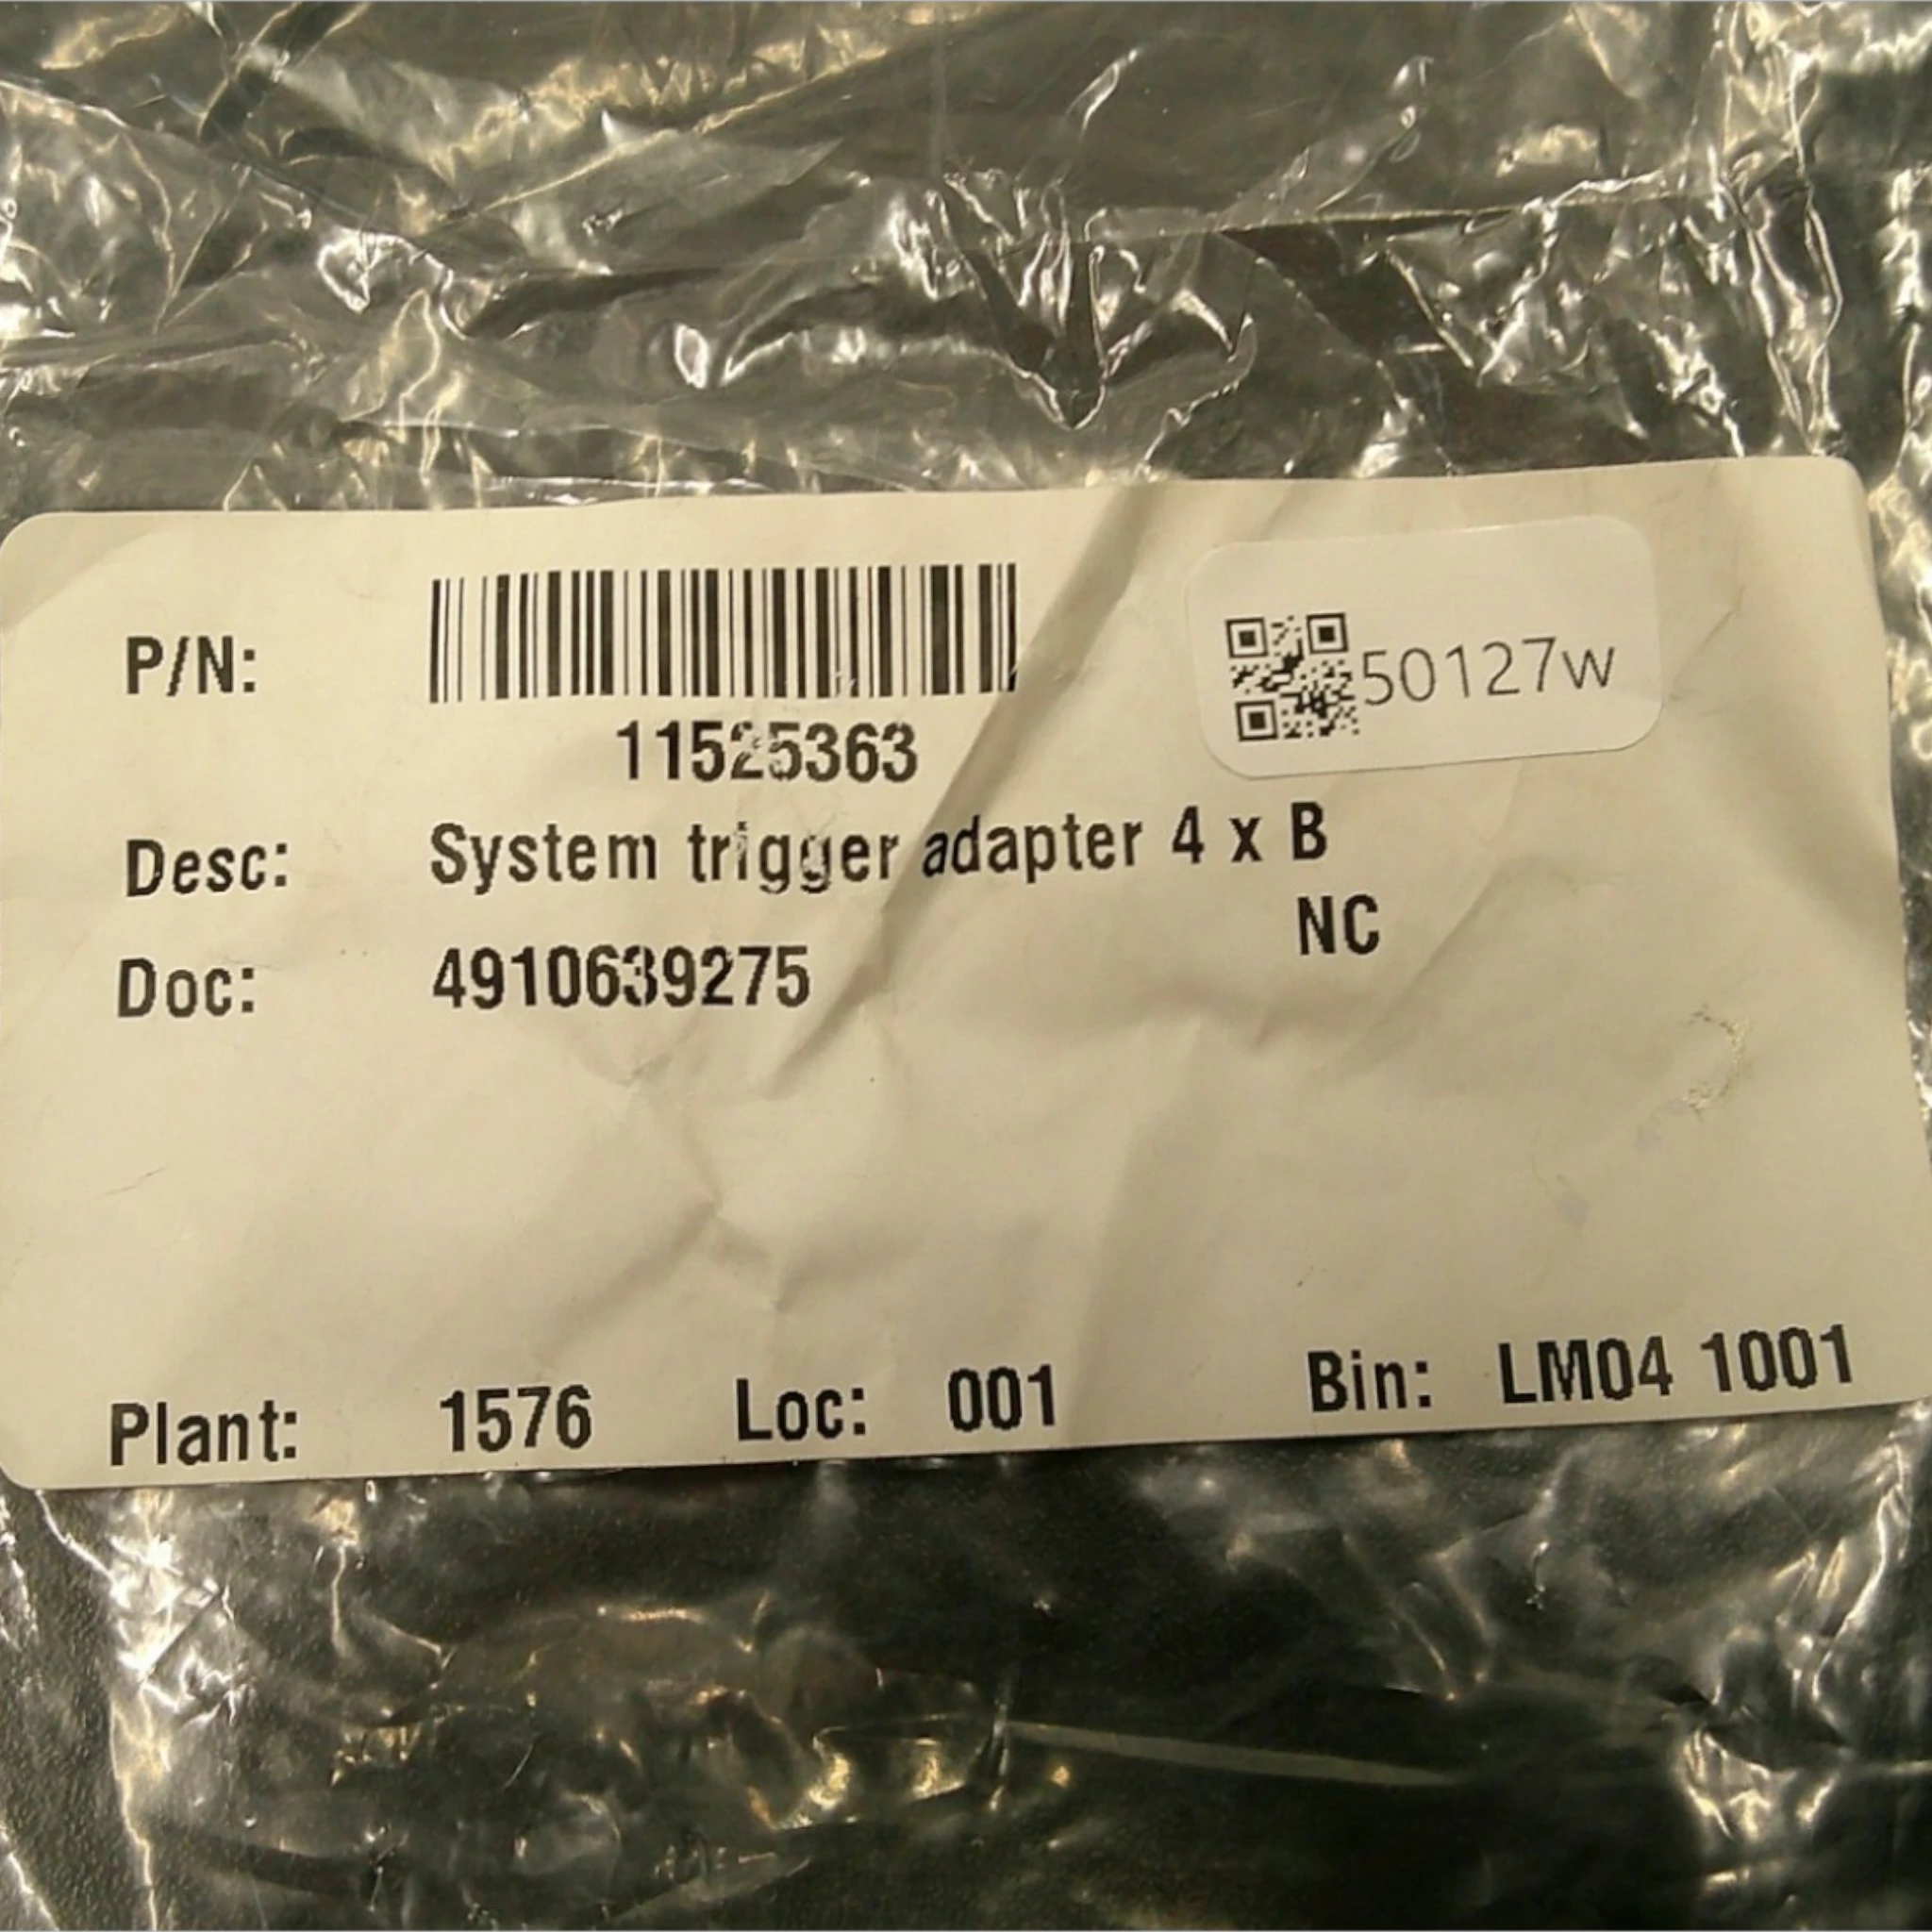 P/N:
11525363
50127w
Desc: System trigger adapter 4 x B
NC
Doc: 4910639275
Plant: 1576 Loc: 001 Bin: LM04 1001